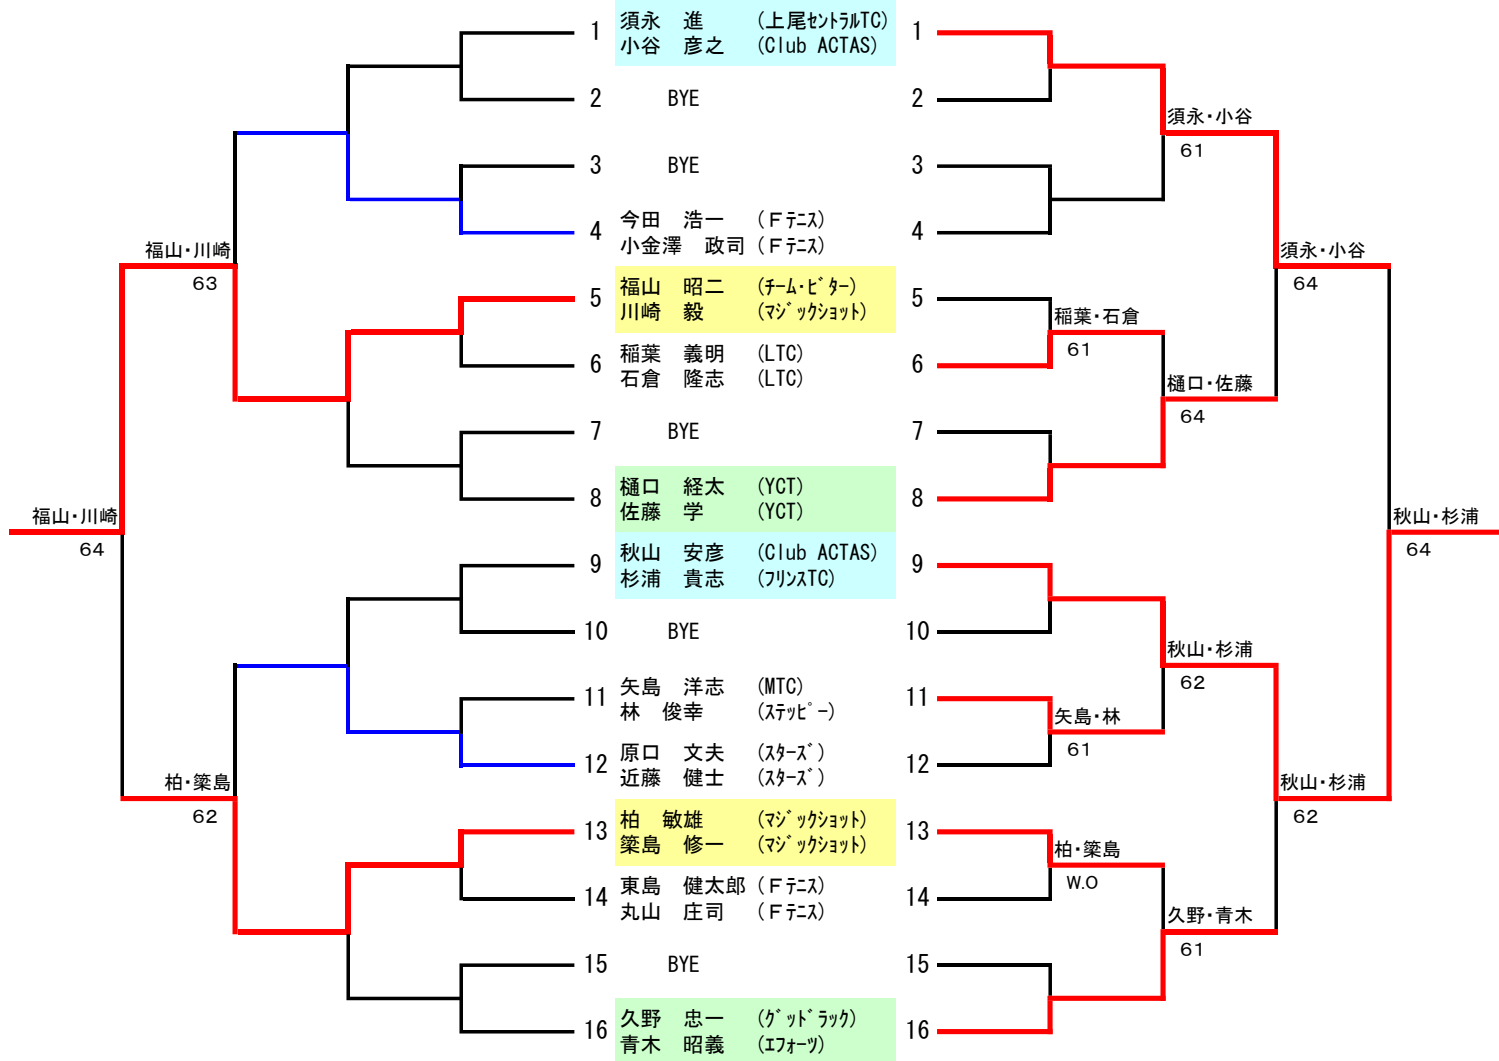 1 須永 進 (上尾ｾﾝﾄﾗﾙTC) 1
小谷 彦之 (Club ACTAS)
2 BYE 2
須永・小谷
61
3 BYE 3
4 今田 浩一 (Ｆﾃﾆｽ) 4
小金澤 政司 (Ｆﾃﾆｽ)
福山・川崎 須永・小谷
63 64
5 福山 昭二 (ﾁｰﾑ･ﾋﾞﾀｰ) 5
川崎 毅 (ﾏｼﾞｯｸｼｮｯﾄ)
稲葉・石倉
61
6 稲葉 義明 (LTC) 6
石倉 隆志 (LTC)
樋口・佐藤
64
7 BYE 7
8 樋口 経太 (YCT) 8
佐藤 学 (YCT)
福山・川崎 秋山・杉浦
64 64
9 秋山 安彦 (Club ACTAS) 9
杉浦 貴志 (ﾌﾘﾝｽTC)
10 BYE 10
秋山・杉浦
62
11 矢島 洋志 (MTC) 11
林 俊幸 (ｽﾃｯﾋﾟｰ)
矢島・林
61
12 原口 文夫 (ｽﾀｰｽﾞ) 12
近藤 健士 (ｽﾀｰｽﾞ)
柏・簗島 秋山・杉浦
62 62
13 柏 敏雄 (ﾏｼﾞｯｸｼｮｯﾄ) 13
簗島 修一 (ﾏｼﾞｯｸｼｮｯﾄ)
柏・簗島
W.O
14 東島 健太郎 (Ｆﾃﾆｽ) 14
丸山 庄司 (Ｆﾃﾆｽ)
久野・青木
61
15 BYE 15
16 久野 忠一 (ｸﾞｯﾄﾞﾗｯｸ) 16
青木 昭義 (ｴﾌｫｰﾂ)